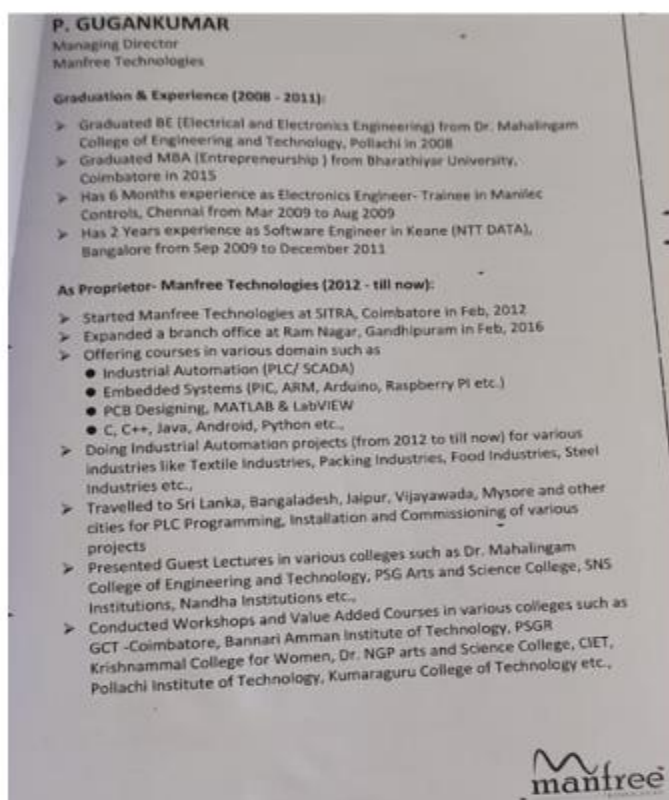 P. GUGANKUMAR
Managing Director
Manfree Technologies
Graduation & Experience (2008 - 2011):
➢ Graduated BE (Electrical and Electronics Engineering) from Dr. Mahalingam
College of Engineering and Technology, Pollachi in 2008
➢ Graduated MBA (Entrepreneurship ) from Bharathiyar University,
Coimbatore in 2015
➢ Has 6 Months experience as Electronics Engineer- Trainee in Manilec
Controls, Chennai from Mar 2009 to Aug 2009
➢ Has 2 Years experience as Software Engineer in Keane (NTT DATA),
Bangalore from Sep 2009 to December 2011
As Proprietor- Manfree Technologies (2012 - till now):
➢ Started Manfree Technologies at SITRA, Coimbatore in Feb, 2012
➢ Expanded a branch office at Ram Nagar, Gandhipuram in Feb, 2016
➢ Offering courses in various domain such as
● Industrial Automation (PLC/ SCADA)
● Embedded Systems (PIC, ARM, Arduino, Raspberry PI etc.)
● PCB Designing, MATLAB & LabVIEW
● C, C++, Java, Android, Python etc.,
➢ Doing Industrial Automation projects (from 2012 to till now) for various
industries like Textile Industries, Packing Industries, Food Industries, Steel
Industries etc.,
➢ Travelled to Sri Lanka, Bangaladesh, Jaipur, Vijayawada, Mysore and other
cities for PLC Programming, Installation and Commissioning of various
projects
➢ Presented Guest Lectures in various colleges such as Dr. Mahalingam
College of Engineering and Technology, PSG Arts and Science College, SNS
Institutions, Nandha Institutions etc.,
➢ Conducted Workshops and Value Added Courses in various colleges such as
GCT -Coimbatore, Bannari Amman Institute of Technology, PSGR
Krishnammal College for Women, Dr. NGP arts and Science College, CIET,
Pollachi Institute of Technology, Kumaraguru College of Technology etc.,
manfree